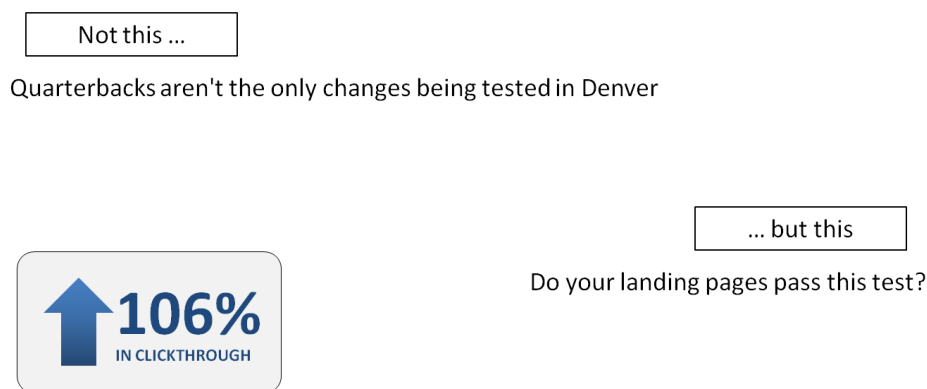 Not this ...
Quarterbacks aren't the only changes being tested in Denver
... but this
Do your landing pages pass this test?
106%
IN CLICKTHROUGH